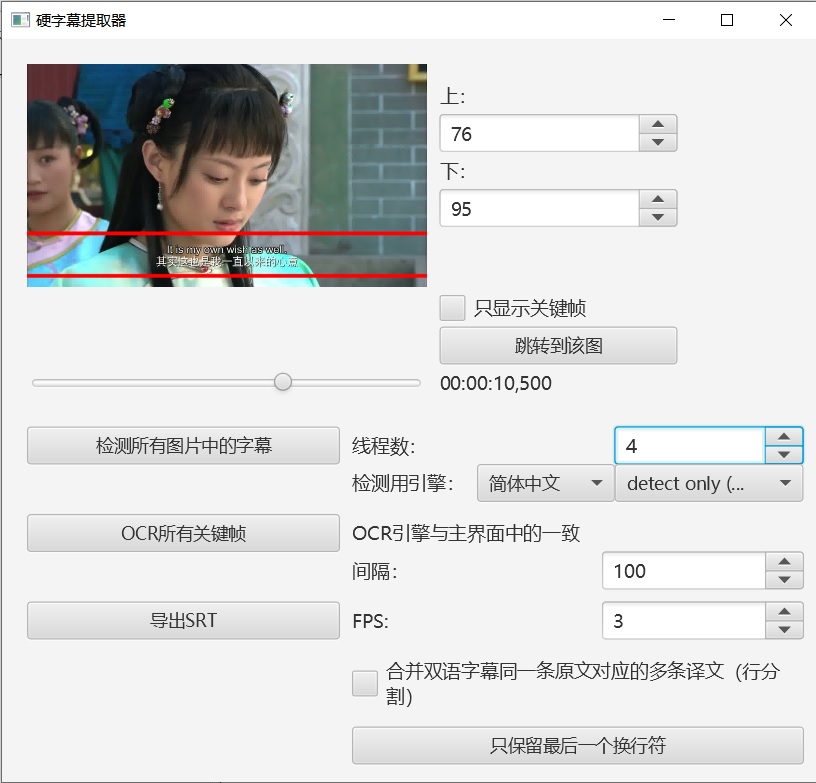 硬字幕提取器
It is my own wish as well.
其实这也是我一直以来的心愿
上:
76
下:
95
只显示关键帧
跳转到该图
00:00:10,500
检测所有图片中的字幕
线程数:
4
检测用引擎:
简体中文
detect only (...
OCR所有关键帧
OCR引擎与主界面中的一致
间隔:
100
导出SRT
FPS:
3
合并双语字幕同一条原文对应的多条译文（行分
割）
只保留最后一个换行符